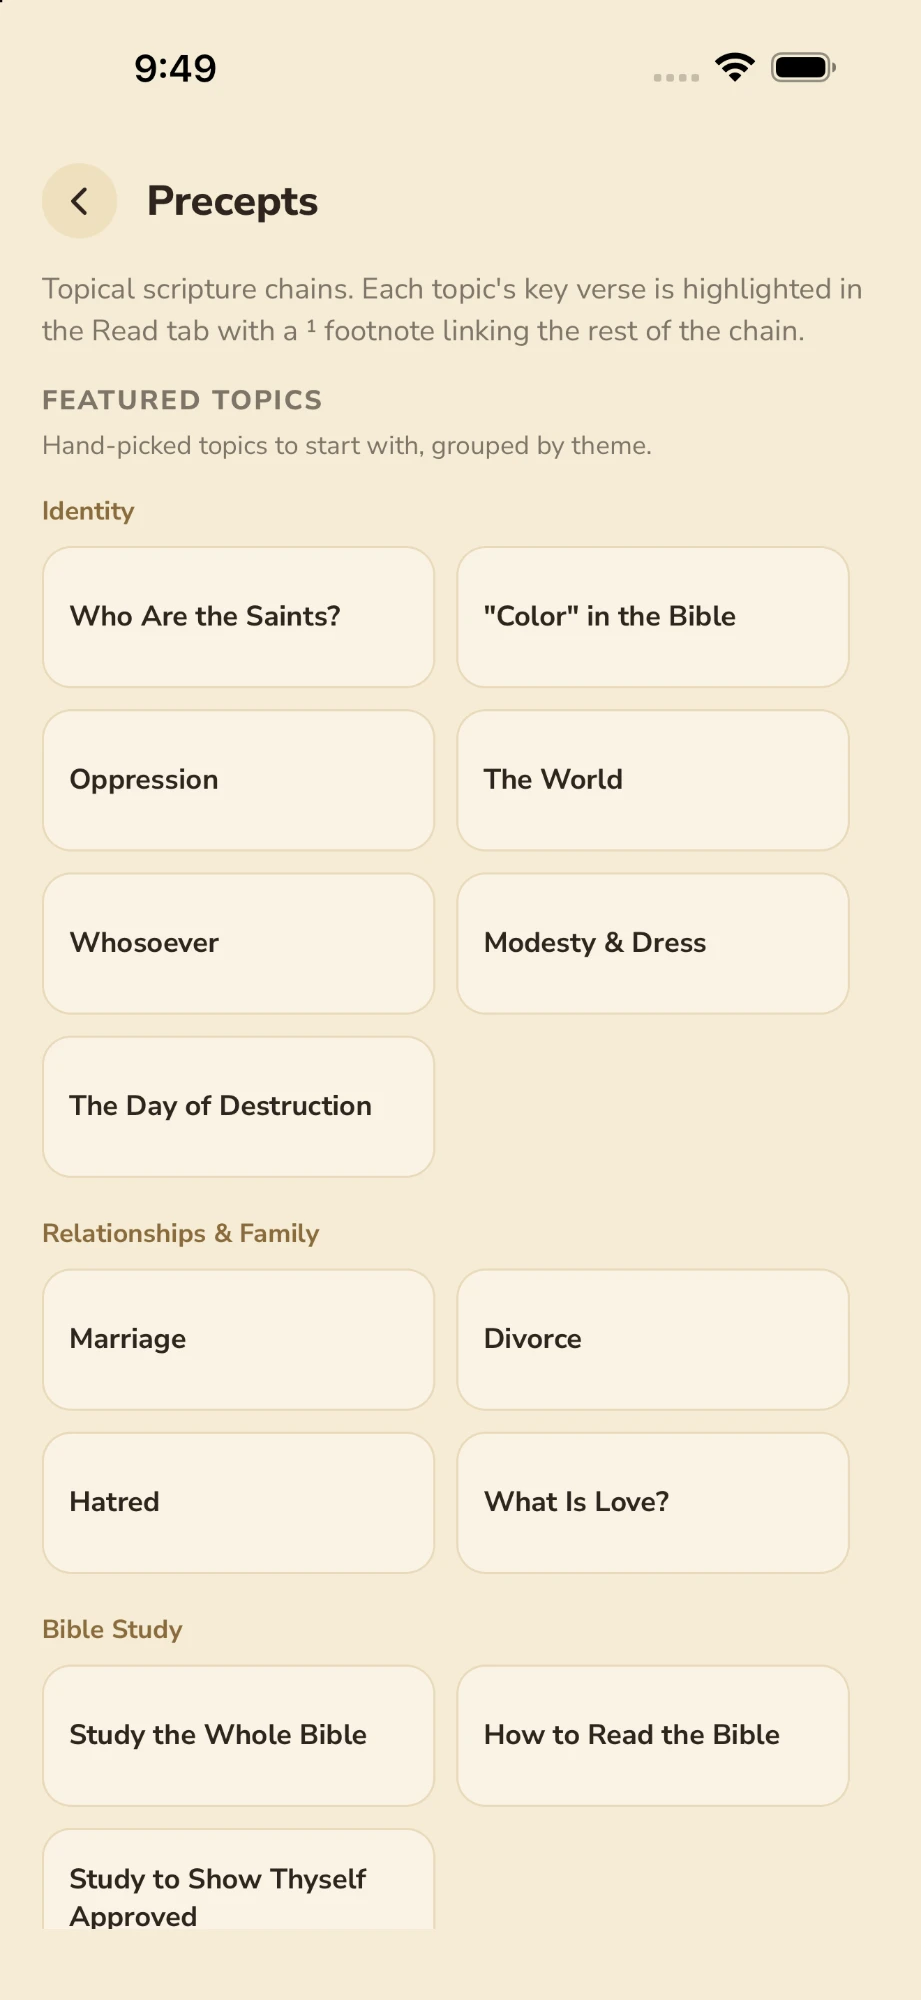 9:49
Precepts
Topical scripture chains. Each topic's key verse is highlighted in
the Read tab with a ¹ footnote linking the rest of the chain.
FEATURED TOPICS
Hand-picked topics to start with, grouped by theme.
Identity
Who Are the Saints?
"Color" in the Bible
Oppression
The World
Whosoever
Modesty & Dress
The Day of Destruction
Relationships & Family
Marriage
Divorce
Hatred
What Is Love?
Bible Study
Study the Whole Bible
How to Read the Bible
Study to Show Thyself
Approved